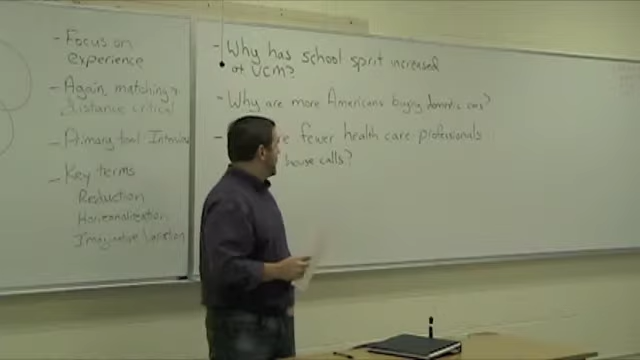 - Focus on
experience
- Again, matching
distance critical
- Primary tool Interview
- Key terms
Reduction
Horizonalization
Imaginative Variation
- Why has school spirit increased
at UCM?
- Why are more Americans buying domestic cars?
- re fewer health care professionals
house calls?